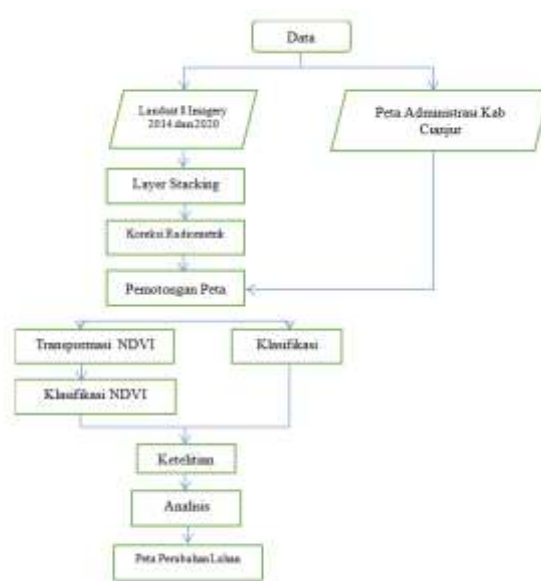 Data
Landsat 8 Imagery
2014 dan 2020
Peta Administrasi Kab
Cianjur
Layer Stacking
Koreksi Radiometrik
Pemotongan Peta
Transpormasi NDVI
Klasifikasi
Klasifikasi NDVI
Ketelitian
Analisis
Peta Perubahan Lahan